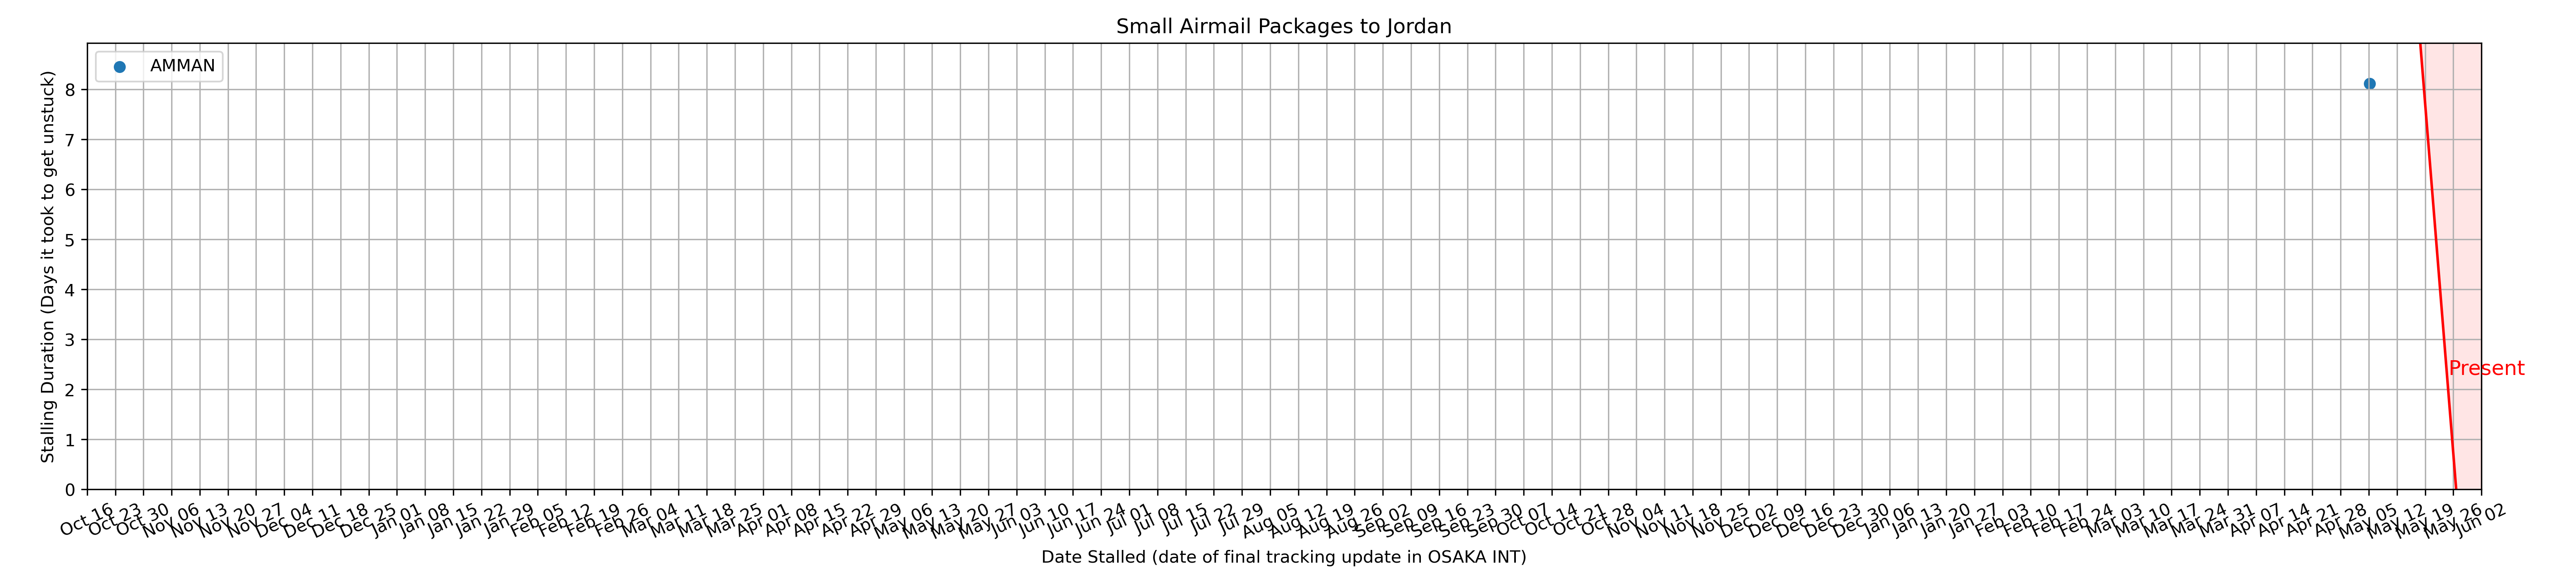 Small Airmail Packages to Jordan
AMMAN
Stalling Duration (Days it took to get unstuck)
8
7
6
5
4
3
2
1
0
Present
Oct 16 Oct 23 Oct 30 Nov 06 Nov 13 Nov 20 Nov 27 Dec 04 Dec 11 Dec 18 Dec 25 Jan 01 Jan 08 Jan 15 Jan 22 Jan 29 Feb 05 Feb 12 Feb 19 Feb 26 Mar 04 Mar 11 Mar 18 Mar 25 Apr 01 Apr 08 Apr 15 Apr 22 Apr 29 May 06 May 13 May 20 May 27 Jun 03 Jun 10 Jun 17 Jun 24 Jul 01 Jul 08 Jul 15 Jul 22 Jul 29 Aug 05 Aug 12 Aug 19 Aug 26 Sep 02 Sep 09 Sep 16 Sep 23 Sep 30 Oct 07 Oct 14 Oct 21 Oct 28 Nov 04 Nov 11 Nov 18 Nov 25 Dec 02 Dec 09 Dec 16 Dec 23 Dec 30 Jan 06 Jan 13 Jan 20 Jan 27 Feb 03 Feb 10 Feb 17 Feb 24 Mar 03 Mar 10 Mar 17 Mar 24 Mar 31 Apr 07 Apr 14 Apr 21 Apr 28 May 05 May 12 May 19 May 26 Jun 02
Date Stalled (date of final tracking update in OSAKA INT)